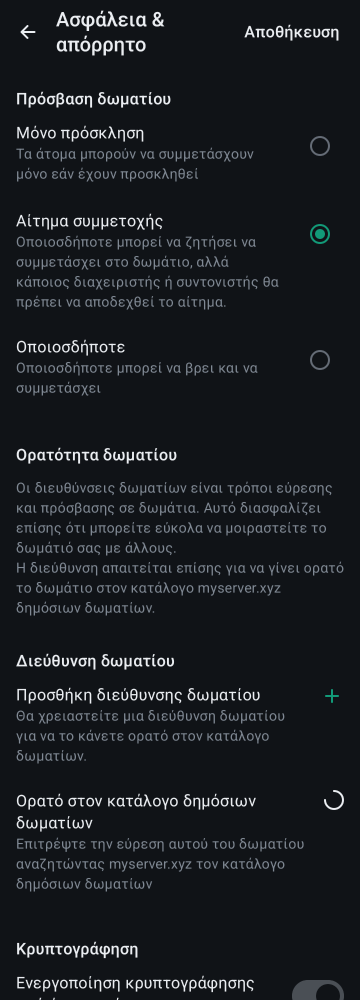 Ασφάλεια &
απόρρητο
Αποθήκευση
Πρόσβαση δωματίου
Μόνο πρόσκληση
Τα άτομα μπορούν να συμμετάσχουν
μόνο εάν έχουν προσκληθεί
Αίτημα συμμετοχής
Οποιοσδήποτε μπορεί να ζητήσει να
συμμετάσχει στο δωμάτιο, αλλά
κάποιος διαχειριστής ή συντονιστής θα
πρέπει να αποδεχθεί το αίτημα.
Οποιοσδήποτε
Οποιοσδήποτε μπορεί να βρει και να
συμμετάσχει
Ορατότητα δωματίου
Οι διευθύνσεις δωματίων είναι τρόποι εύρεσης
και πρόσβασης σε δωμάτια. Αυτό διασφαλίζει
επίσης ότι μπορείτε εύκολα να μοιραστείτε το
δωμάτιό σας με άλλους.
Η διεύθυνση απαιτείται επίσης για να γίνει ορατό
το δωμάτιο στον κατάλογο myserver.xyz
δημόσιων δωματίων.
Διεύθυνση δωματίου
Προσθήκη διεύθυνσης δωματίου
Θα χρειαστείτε μια διεύθυνση δωματίου
για να το κάνετε ορατό στον κατάλογο
δωματίων.
Ορατό στον κατάλογο δημόσιων
δωματίων
Επιτρέψτε την εύρεση αυτού του δωματίου
αναζητώντας myserver.xyz τον κατάλογο
δημόσιων δωματίων
Κρυπτογράφηση
Ενεργοποίηση κρυπτογράφησης